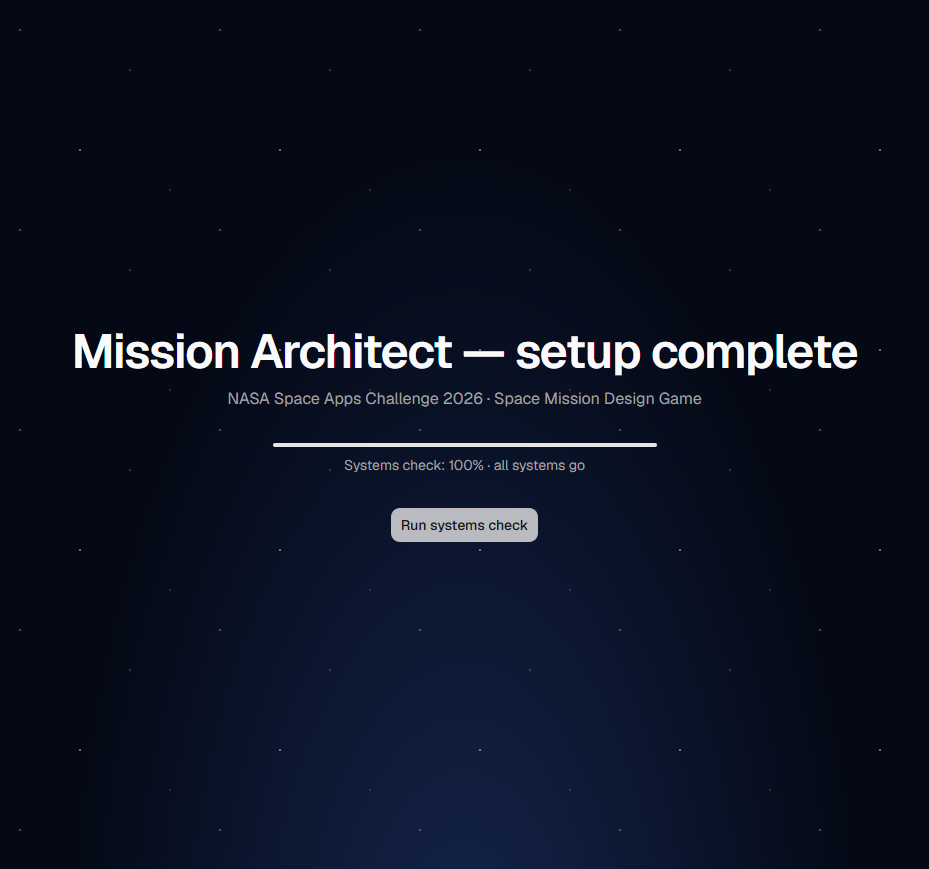 Mission Architect — setup complete
NASA Space Apps Challenge 2026 · Space Mission Design Game
Systems check: 100% · all systems go
Run systems check